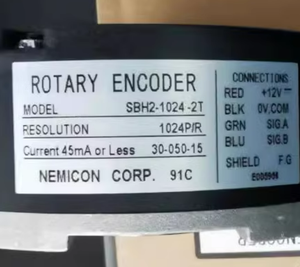 ROTARY ENCODER
MODEL SBH2-1024-2T
RESOLUTION 1024P/R
Current 45mA or Less 30-050-15
NEMICON CORP. 91C
CONNECTIONS
RED +12V
BLK 0V.COM
GRN SIG.A
BLU SIG.B
SHIELD F.G